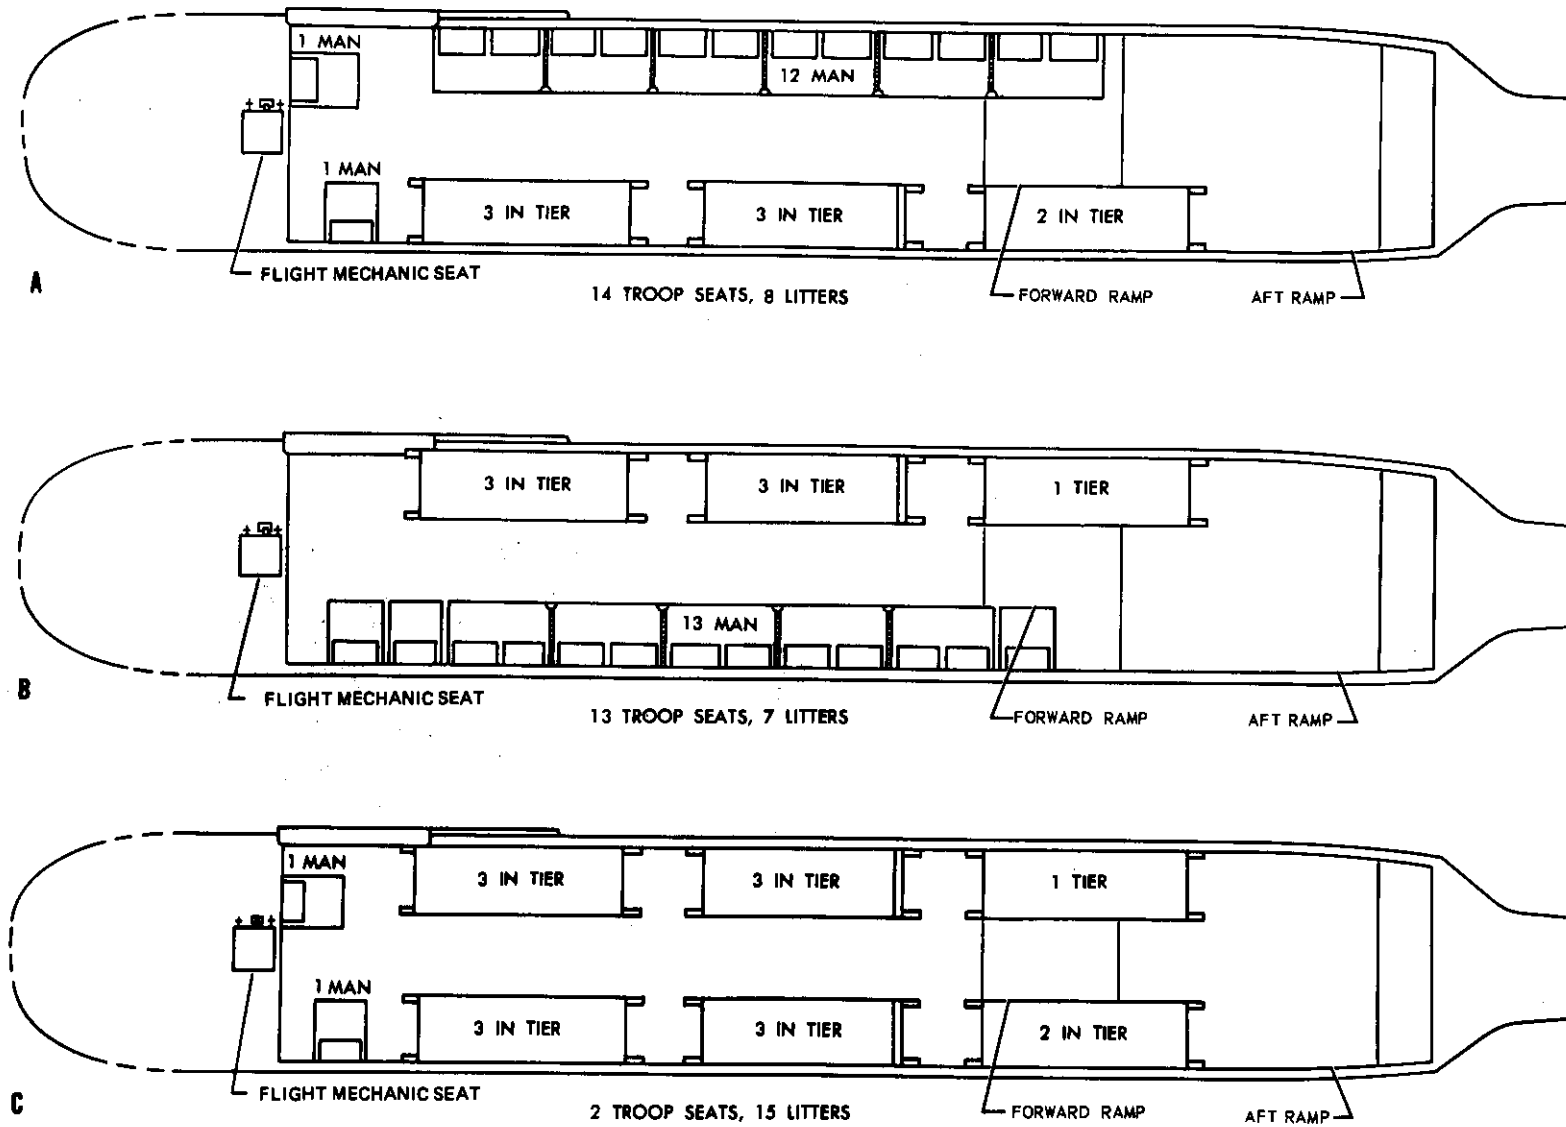 1 MAN
12 MAN
1 MAN
3 IN TIER
3 IN TIER
2 IN TIER
FLIGHT MECHANIC SEAT
A
14 TROOP SEATS, 8 LITTERS
FORWARD RAMP
AFT RAMP
3 IN TIER
3 IN TIER
1 TIER
13 MAN
B
FLIGHT MECHANIC SEAT
13 TROOP SEATS, 7 LITTERS
FORWARD RAMP
AFT RAMP
1 MAN
3 IN TIER
3 IN TIER
1 TIER
1 MAN
3 IN TIER
3 IN TIER
2 IN TIER
C
FLIGHT MECHANIC SEAT
2 TROOP SEATS, 15 LITTERS
FORWARD RAMP
AFT RAMP